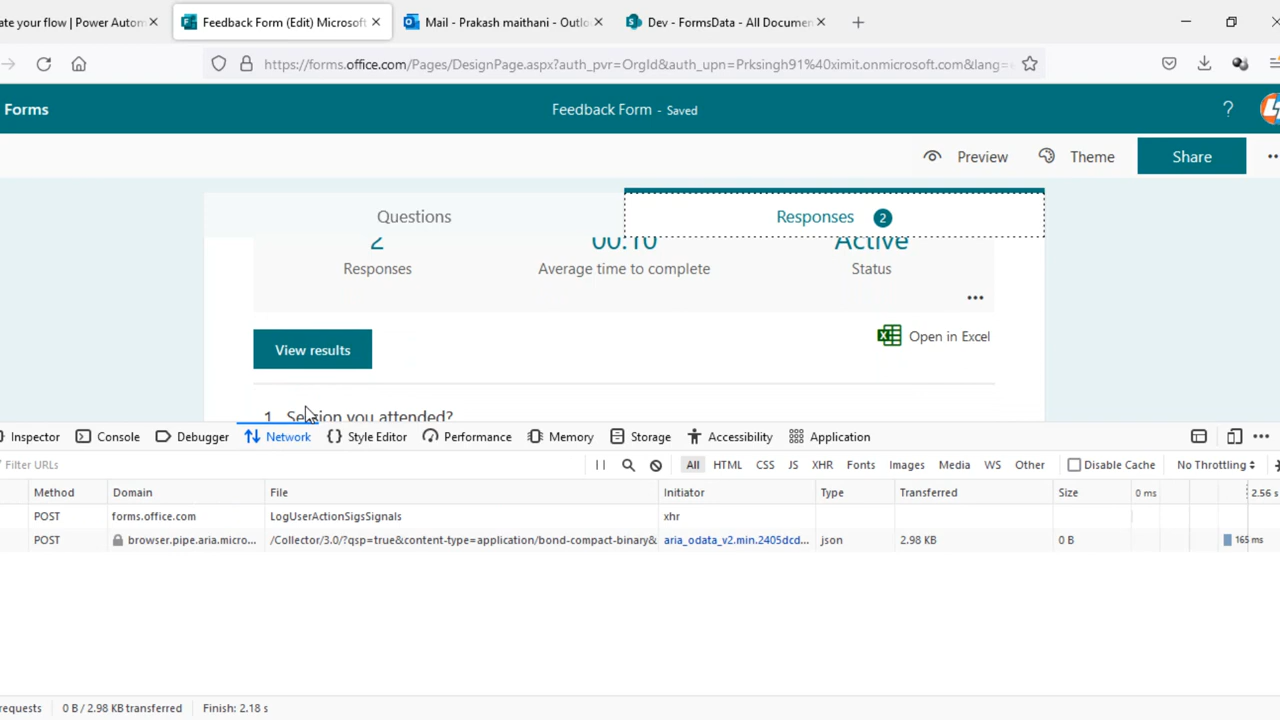 ate your flow | Power Automa
Feedback Form (Edit) Microsoft
Mail - Prakash maithani - Outlo
Dev - FormsData - All Documen
https://forms.office.com/Pages/DesignPage.aspx?auth_pvr=OrgId&auth_upn=Prksingh91%40ximit.onmicrosoft.com&lang=
Forms
Feedback Form - Saved
?
Preview
Theme
Share
Questions
Responses 2
2
00:10
Active
Responses
Average time to complete
Status
View results
Open in Excel
1. Session you attended?
Inspector
Console
Debugger
Network
Style Editor
Performance
Memory
Storage
Accessibility
Application
Filter URLs
All
HTML
CSS
JS
XHR
Fonts
Images
Media
WS
Other
Disable Cache
No Throttling
Method
Domain
File
Initiator
Type
Transferred
Size
0 ms
2.56 s
POST
forms.office.com
LogUserActionSigsSignals
xhr
POST
browser.pipe.aria.micro...
/Collector/3.0/?qsp=true&content-type=application/bond-compact-binary&
aria_odata_v2.min.2405dcd...
json
2.98 KB
0 B
165 ms
requests
0 B / 2.98 KB transferred
Finish: 2.18 s